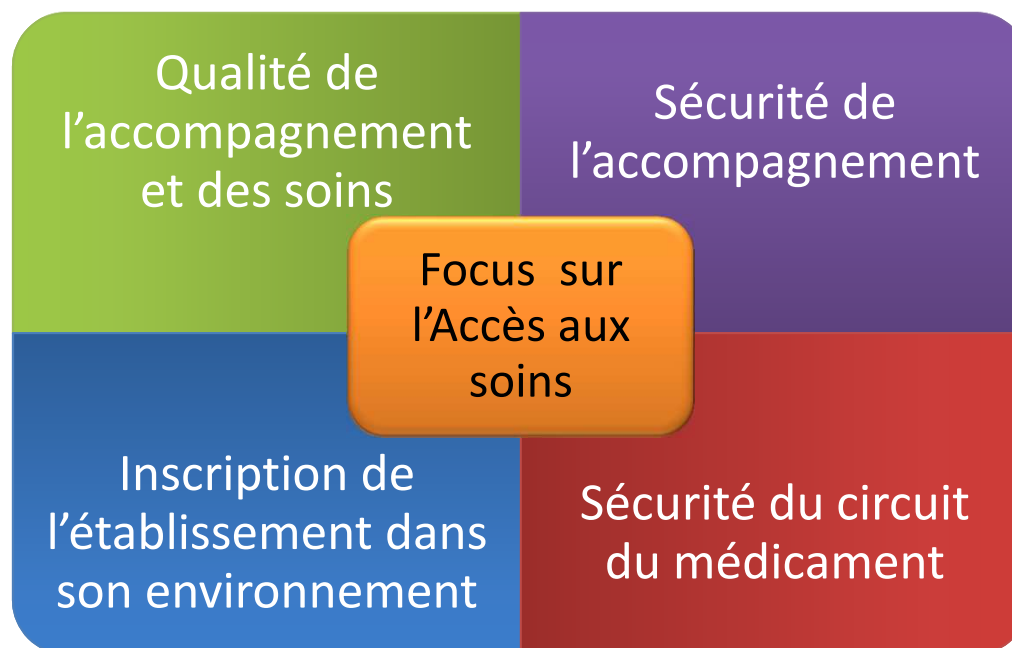 Qualité de
l’accompagnement
et des soins
Sécurité de
l’accompagnement
Focus  sur
l’Accès aux
soins
Inscription de
l’établissement dans
son environnement
Sécurité du circuit
du médicament